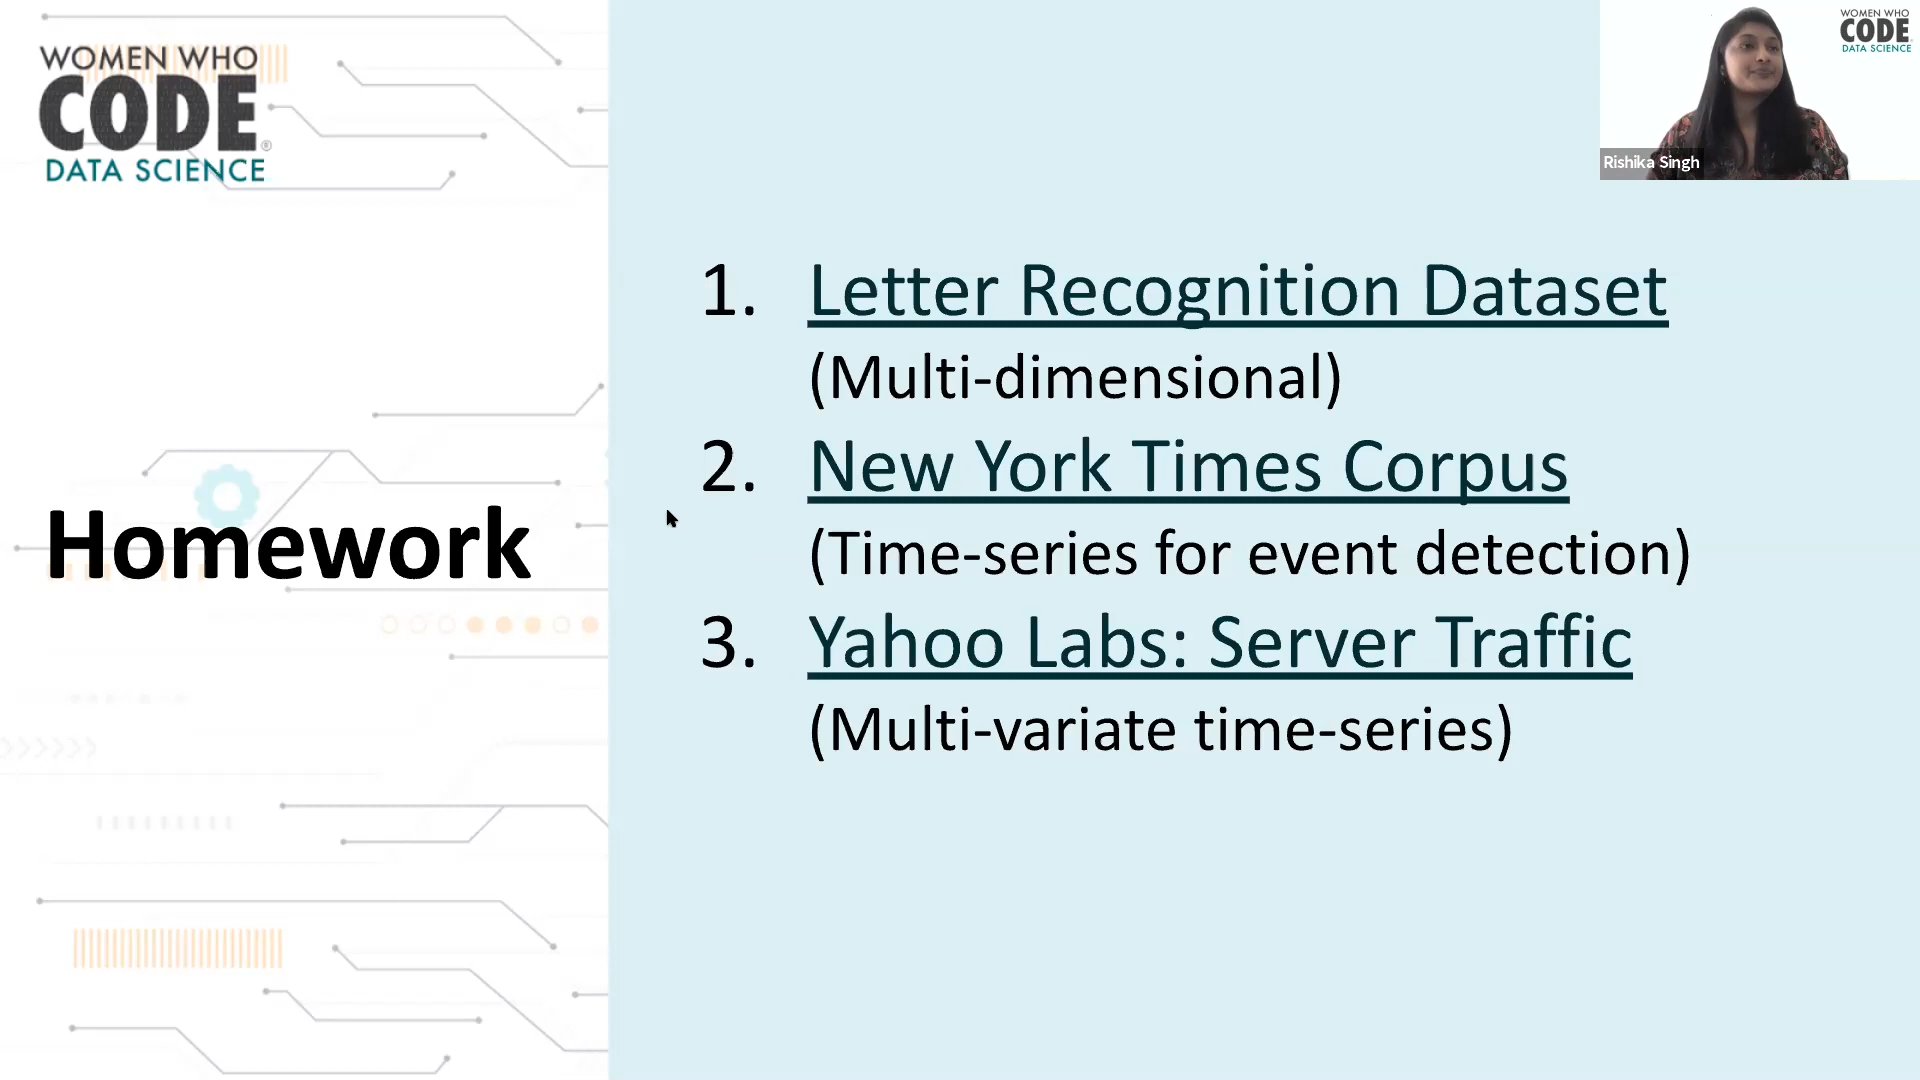 WOMEN WHO
CODE®
DATA SCIENCE
Homework
1. Letter Recognition Dataset
(Multi-dimensional)
2. New York Times Corpus
(Time-series for event detection)
3. Yahoo Labs: Server Traffic
(Multi-variate time-series)
Rishika Singh
WOMEN WHO
CODE
DATA SCIENCE